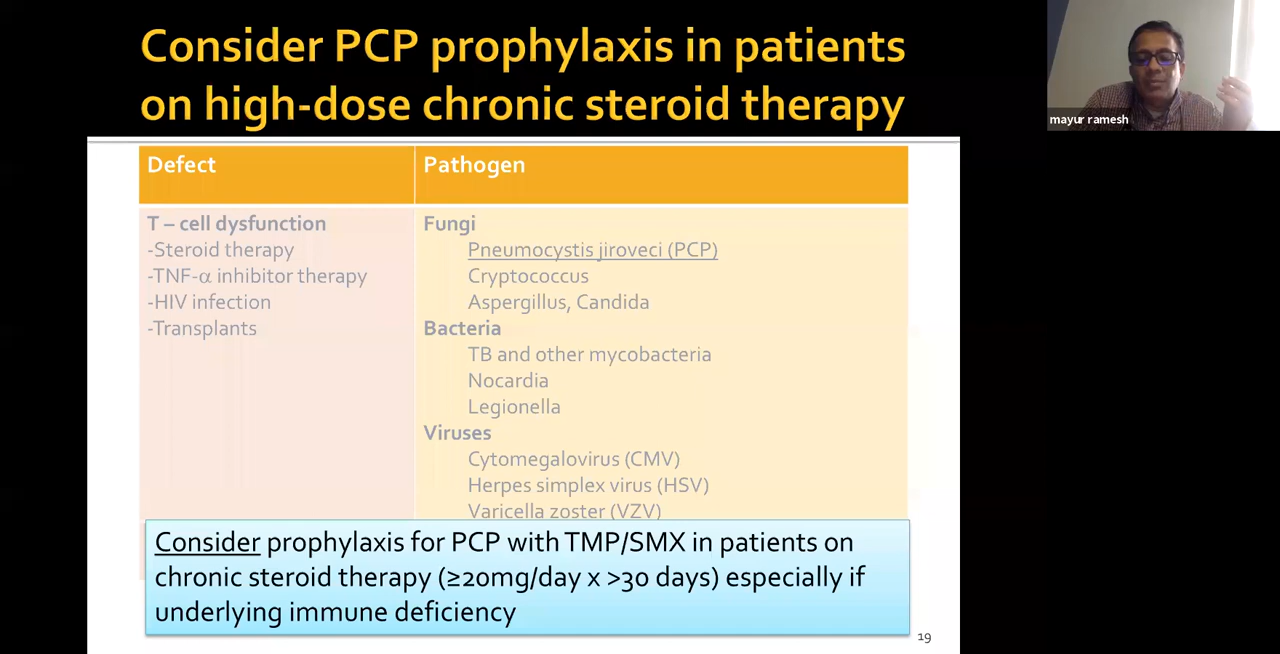 Consider PCP prophylaxis in patients
on high-dose chronic steroid therapy
mayur ramesh
Defect
Pathogen
T – cell dysfunction
-Steroid therapy
-TNF-α inhibitor therapy
-HIV infection
-Transplants
Fungi
Pneumocystis jiroveci (PCP)
Cryptococcus
Aspergillus, Candida
Bacteria
TB and other mycobacteria
Nocardia
Legionella
Viruses
Cytomegalovirus (CMV)
Herpes simplex virus (HSV)
Varicella zoster (VZV)
Consider prophylaxis for PCP with TMP/SMX in patients on
chronic steroid therapy (≥20mg/day x >30 days) especially if
underlying immune deficiency
19